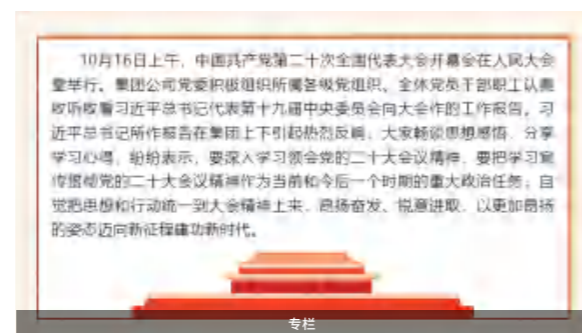 10月16日上午，中国共产党第二十次全国代表大会开幕会在人民大会
堂举行。集团公司党委积极组织所属各级党组织、全体党员干部职工认真
收听收看习近平总书记代表第十九届中央委员会向大会作的工作报告。习
近平总书记所作报告在集团上下引起热烈反响，大家畅谈思想感悟、分享
学习心得，纷纷表示，要深入学习领会党的二十大会议精神，要把学习宣
传贯彻党的二十大会议精神作为当前和今后一个时期的重大政治任务，自
觉把思想和行动统一到大会精神上来，昂扬奋发、锐意进取，以更加昂扬
的姿态迈向新征程建功新时代。
专栏